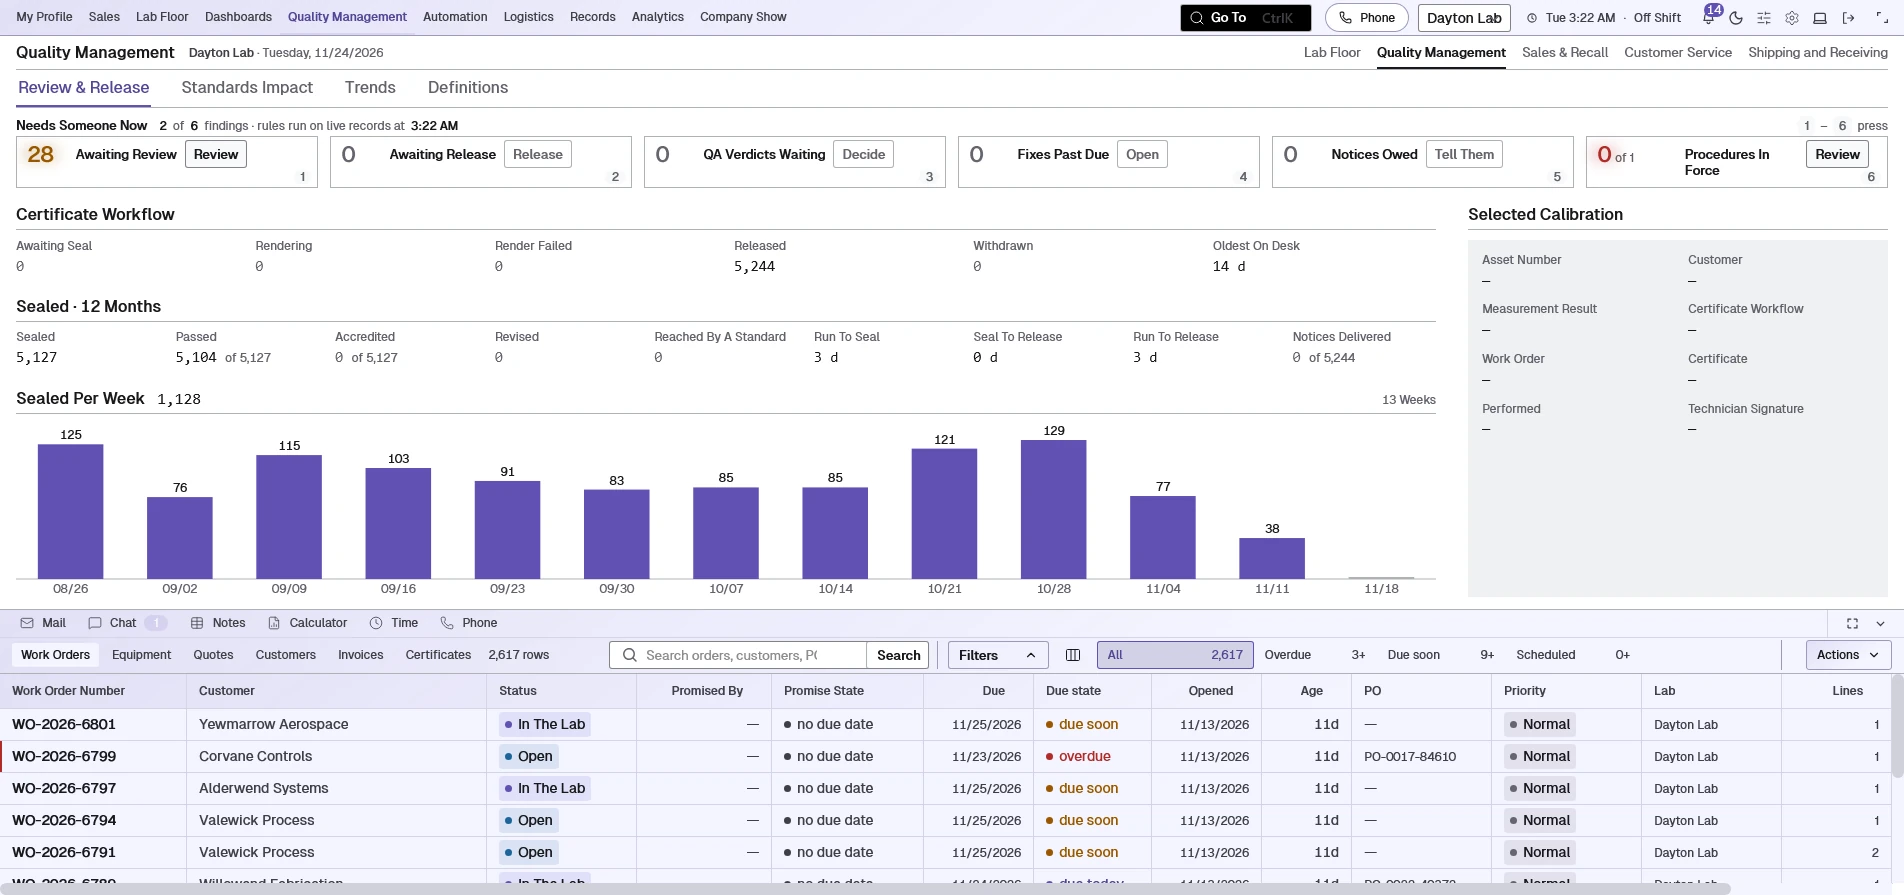 My Profile Sales Lab Floor Dashboards Quality Management Automation Logistics Records Analytics Company Show Go To CtrlK Phone Dayton Lab Tue 3:22 AM · Off Shift 14
Quality Management Dayton Lab · Tuesday, 11/24/2026 Lab Floor Quality Management Sales & Recall Customer Service Shipping and Receiving
Review & Release Standards Impact Trends Definitions
Needs Someone Now 2 of 6 findings · rules run on live records at 3:22 AM 1 – 6 press
28 Awaiting Review Review 1
0 Awaiting Release Release 2
0 QA Verdicts Waiting Decide 3
0 Fixes Past Due Open 4
0 Notices Owed Tell Them 5
0 of 1 Procedures In Force Review 6
Certificate Workflow
Awaiting Seal Rendering Render Failed Released Withdrawn Oldest On Desk
0 0 0 5,244 0 14 d
Sealed · 12 Months
Sealed Passed Accredited Revised Reached By A Standard Run To Seal Seal To Release Run To Release Notices Delivered
5,127 5,104 of 5,127 0 of 5,127 0 0 3 d 0 d 3 d 0 of 5,244
Sealed Per Week 1,128 13 Weeks
125 76 115 103 91 83 85 85 121 129 77 38
08/26 09/02 09/09 09/16 09/23 09/30 10/07 10/14 10/21 10/28 11/04 11/11 11/18
Selected Calibration
Asset Number Customer
— —
Measurement Result Certificate Workflow
— —
Work Order Certificate
— —
Performed Technician Signature
— —
Mail Chat 1 Notes Calculator Time Phone
Work Orders Equipment Quotes Customers Invoices Certificates 2,617 rows Search orders, customers, PO Search Filters All 2,617 Overdue 3+ Due soon 9+ Scheduled 0+ Actions
Work Order Number Customer Status Promised By Promise State Due Due state Opened Age PO Priority Lab Lines
WO-2026-6801 Yewmarrow Aerospace In The Lab — no due date 11/25/2026 due soon 11/13/2026 11d — Normal Dayton Lab 1
WO-2026-6799 Corvane Controls Open — no due date 11/23/2026 overdue 11/13/2026 11d PO-0017-84610 Normal Dayton Lab 1
WO-2026-6797 Alderwend Systems In The Lab — no due date 11/25/2026 due soon 11/13/2026 11d — Normal Dayton Lab 1
WO-2026-6794 Valewick Process Open — no due date 11/25/2026 due soon 11/13/2026 11d — Normal Dayton Lab 1
WO-2026-6791 Valewick Process Open — no due date 11/25/2026 due soon 11/13/2026 11d — Normal Dayton Lab 2